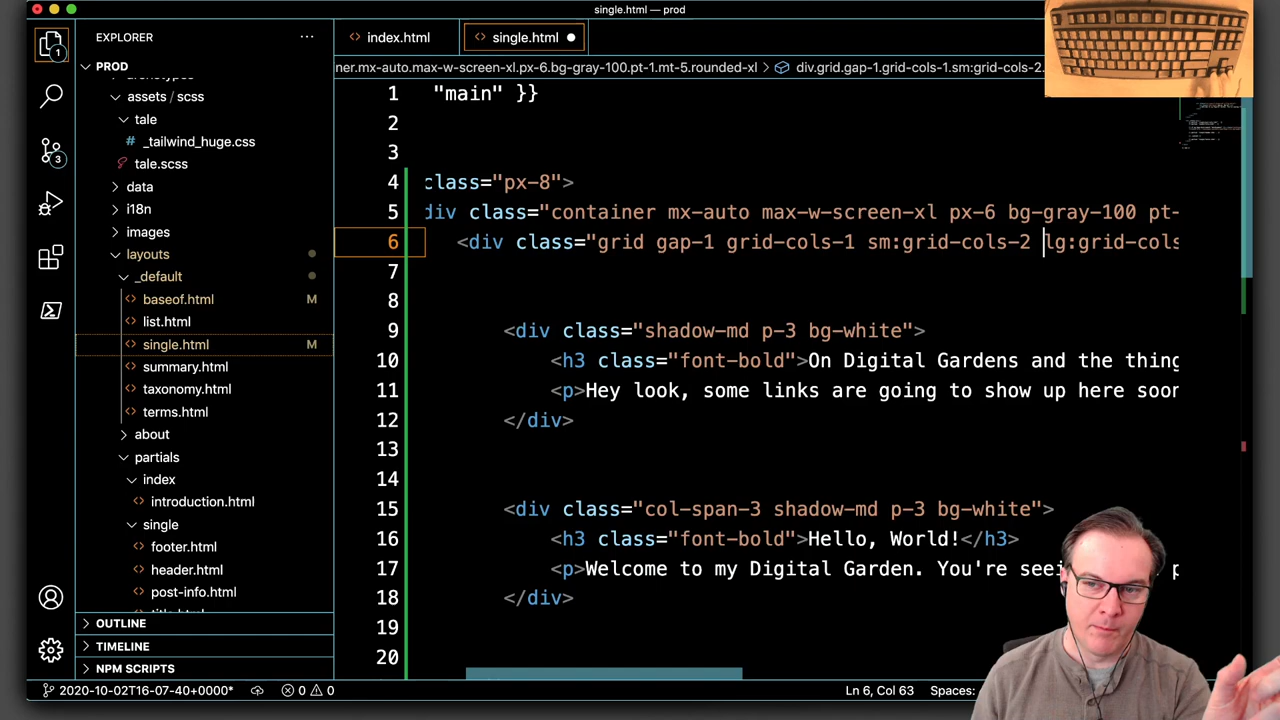 single.html — prod
EXPLORER ···
index.html
single.html
PROD
ner.mx-auto.max-w-screen-xl.px-6.bg-gray-100.pt-1.mt-5.rounded-xl > div.grid.gap-1.grid-cols-1.sm:grid-cols-2.
assets / scss
tale
_tailwind_huge.css
tale.scss
data
i18n
images
layouts
_default
baseof.html M
list.html
single.html M
summary.html
taxonomy.html
terms.html
about
partials
index
introduction.html
single
footer.html
header.html
post-info.html
OUTLINE
TIMELINE
NPM SCRIPTS
1 "main" }}
2
3
4 class="px-8">
5 div class="container mx-auto max-w-screen-xl px-6 bg-gray-100 pt-
6 <div class="grid gap-1 grid-cols-1 sm:grid-cols-2 lg:grid-cols
7
8
9 <div class="shadow-md p-3 bg-white">
10 <h3 class="font-bold">On Digital Gardens and the thing
11 <p>Hey look, some links are going to show up here soon
12 </div>
13
14
15 <div class="col-span-3 shadow-md p-3 bg-white">
16 <h3 class="font-bold">Hello, World!</h3>
17 <p>Welcome to my Digital Garden. You're seei
18 </div>
19
20
1
3
2020-10-02T16-07-40+0000* 0 0 Ln 6, Col 63 Spaces: